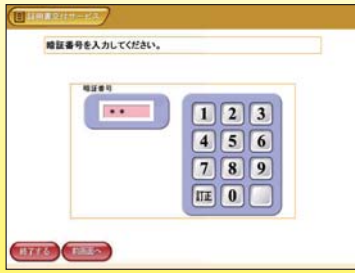 証明書交付サービス
暗証番号を入力してください。
暗証番号
1 2 3
4 5 6
7 8 9
訂正 0
終了する 前画面へ